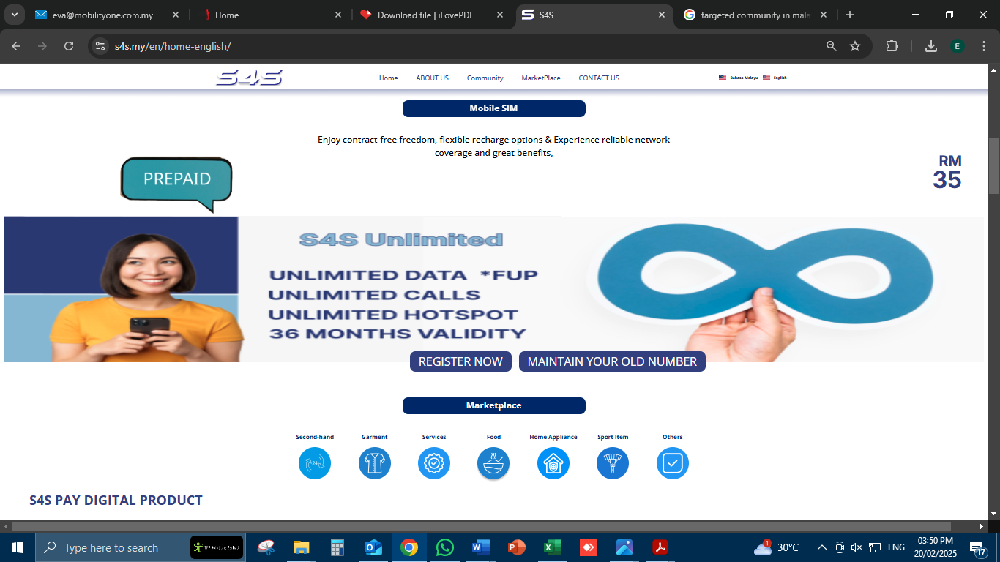 eva@mobilityone.com.my
Home
Download file | iLovePDF
S4S
targeted community in mala
s4s.my/en/home-english/
E
S4S
Home
ABOUT US
Community
MarketPlace
CONTACT US
Bahasa Melayu
English
Mobile SIM
Enjoy contract-free freedom, flexible recharge options & Experience reliable network
coverage and great benefits,
PREPAID
RM
35
S4S Unlimited
UNLIMITED DATA *FUP
UNLIMITED CALLS
UNLIMITED HOTSPOT
36 MONTHS VALIDITY
REGISTER NOW
MAINTAIN YOUR OLD NUMBER
Marketplace
Second-hand
Garment
Services
Food
Home Appliance
Sport Item
Others
24
S4S PAY DIGITAL PRODUCT
Type here to search
1
30°C
ENG
03:50 PM
20/02/2025
17